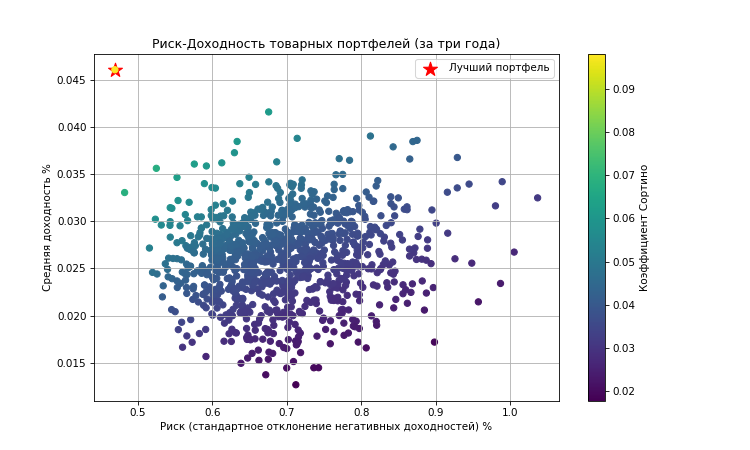 Риск-Доходность товарных портфелей (за три года)
Лучший портфель
Средняя доходность %
0.045
0.040
0.035
0.030
0.025
0.020
0.015
0.5 0.6 0.7 0.8 0.9 1.0
Риск (стандартное отклонение негативных доходностей) %
0.09
0.08
0.07
0.06
0.05
0.04
0.03
0.02
Коэффициент Сортино